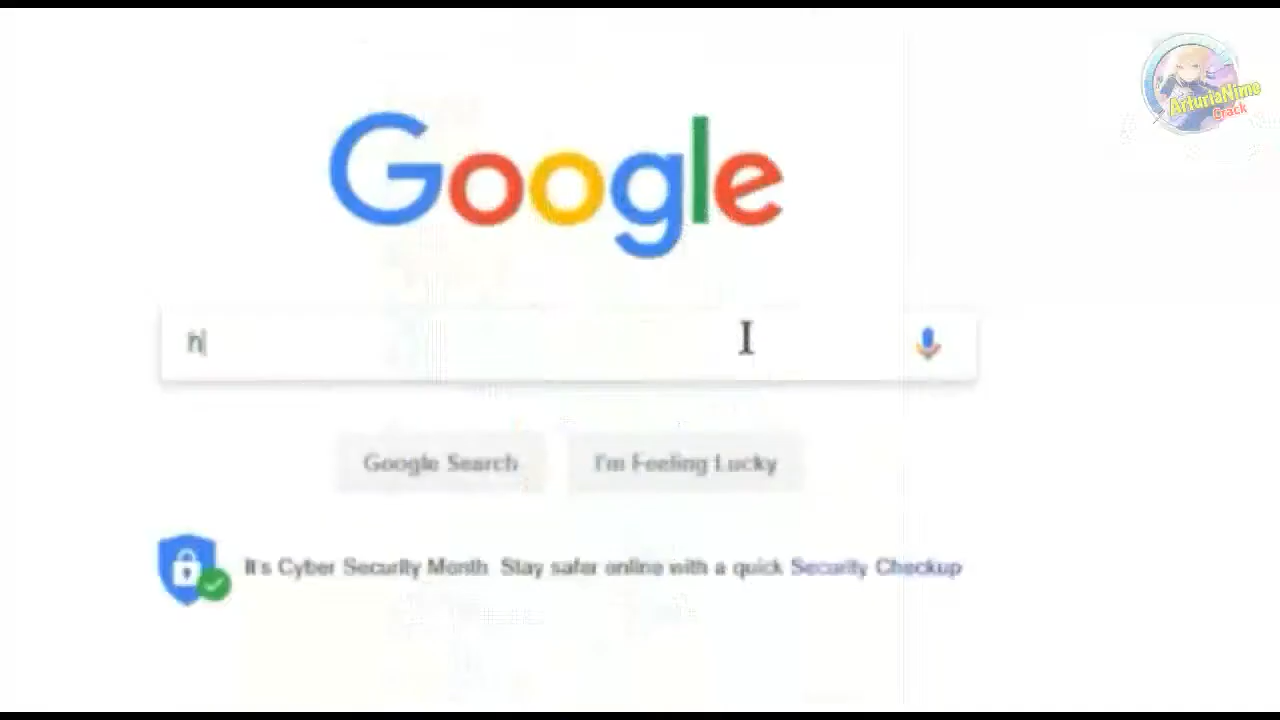 ArturiaNime
Crack
Google
Google Search
I'm Feeling Lucky
It's Cyber Security Month. Stay safer online with a quick Security Checkup